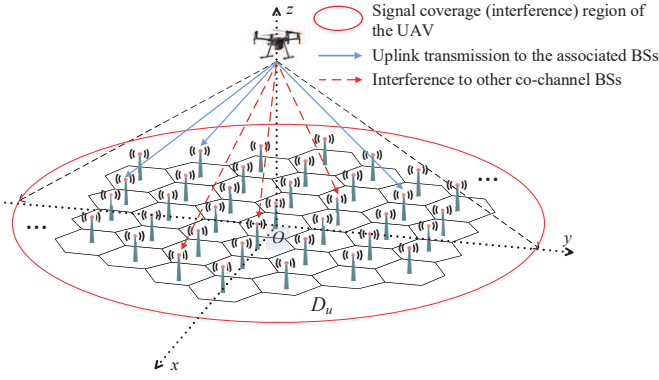 z
Signal coverage (interference) region of
the UAV
Uplink transmission to the associated BSs
Interference to other co-channel BSs
...
...
O
y
D_u
x